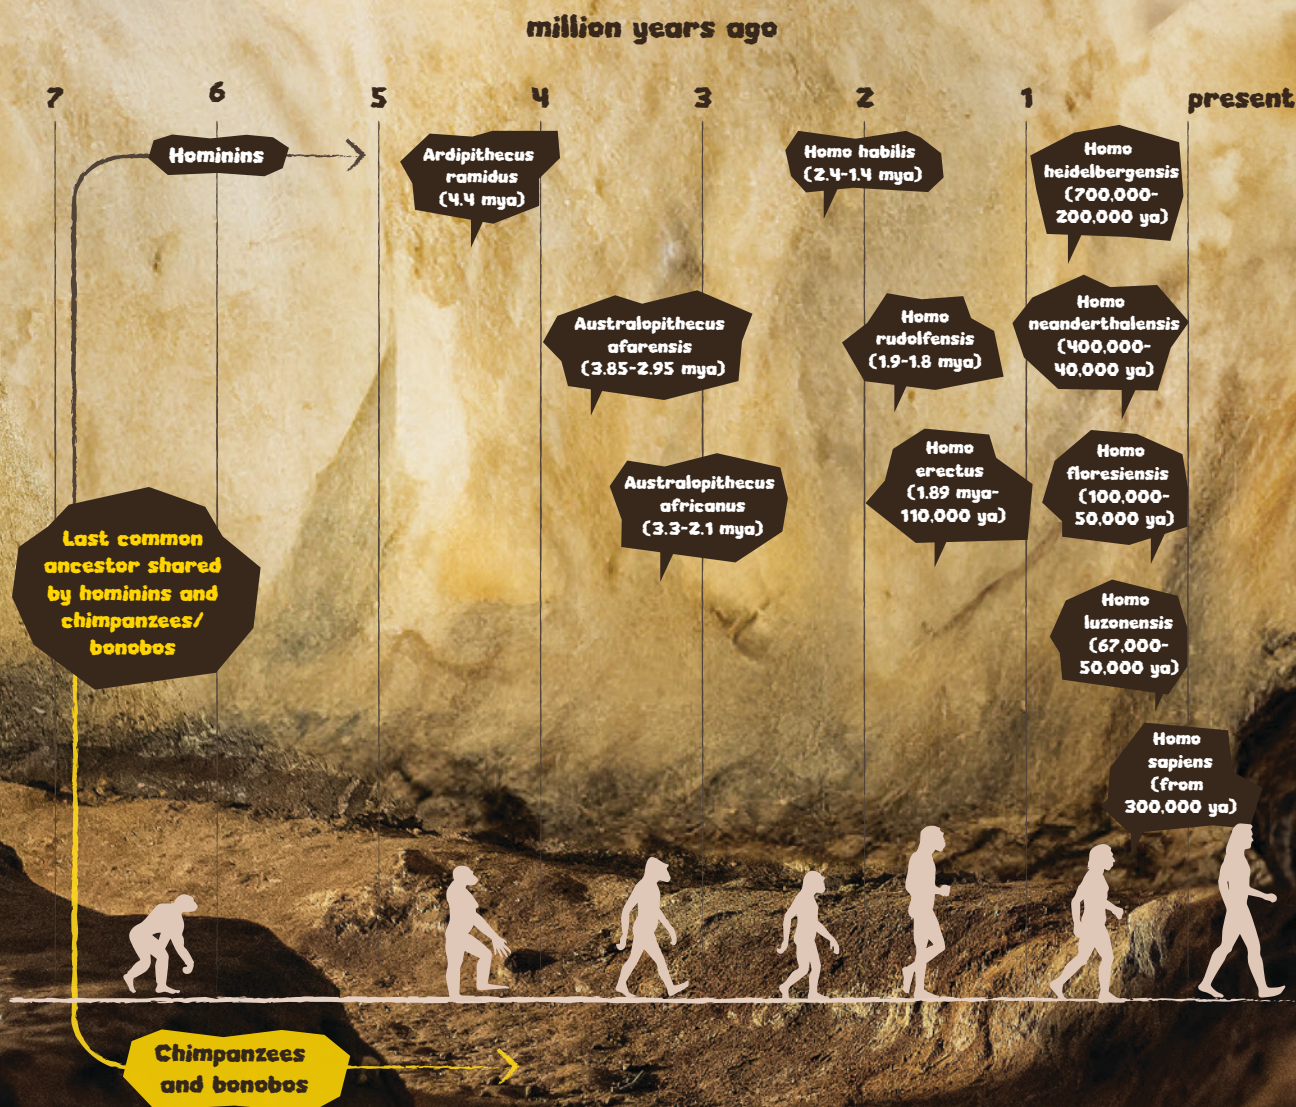 million years ago
7 6 5 4 3 2 1 present
Hominins
Ardipithecus
ramidus
(4.4 mya)
Homo habilis
(2.4-1.4 mya)
Homo
heidelbergensis
(700,000-
200,000 ya)
Australopithecus
afarensis
(3.85-2.95 mya)
Homo
rudolfensis
(1.9-1.8 mya)
Homo
neanderthalensis
(400,000-
40,000 ya)
Australopithecus
africanus
(3.3-2.1 mya)
Homo
erectus
(1.89 mya-
110,000 ya)
Homo
floresiensis
(100,000-
50,000 ya)
Last common
ancestor shared
by hominins and
chimpanzees/
bonobos
Homo
luzonensis
(67,000-
50,000 ya)
Homo
sapiens
(from
300,000 ya)
Chimpanzees
and bonobos